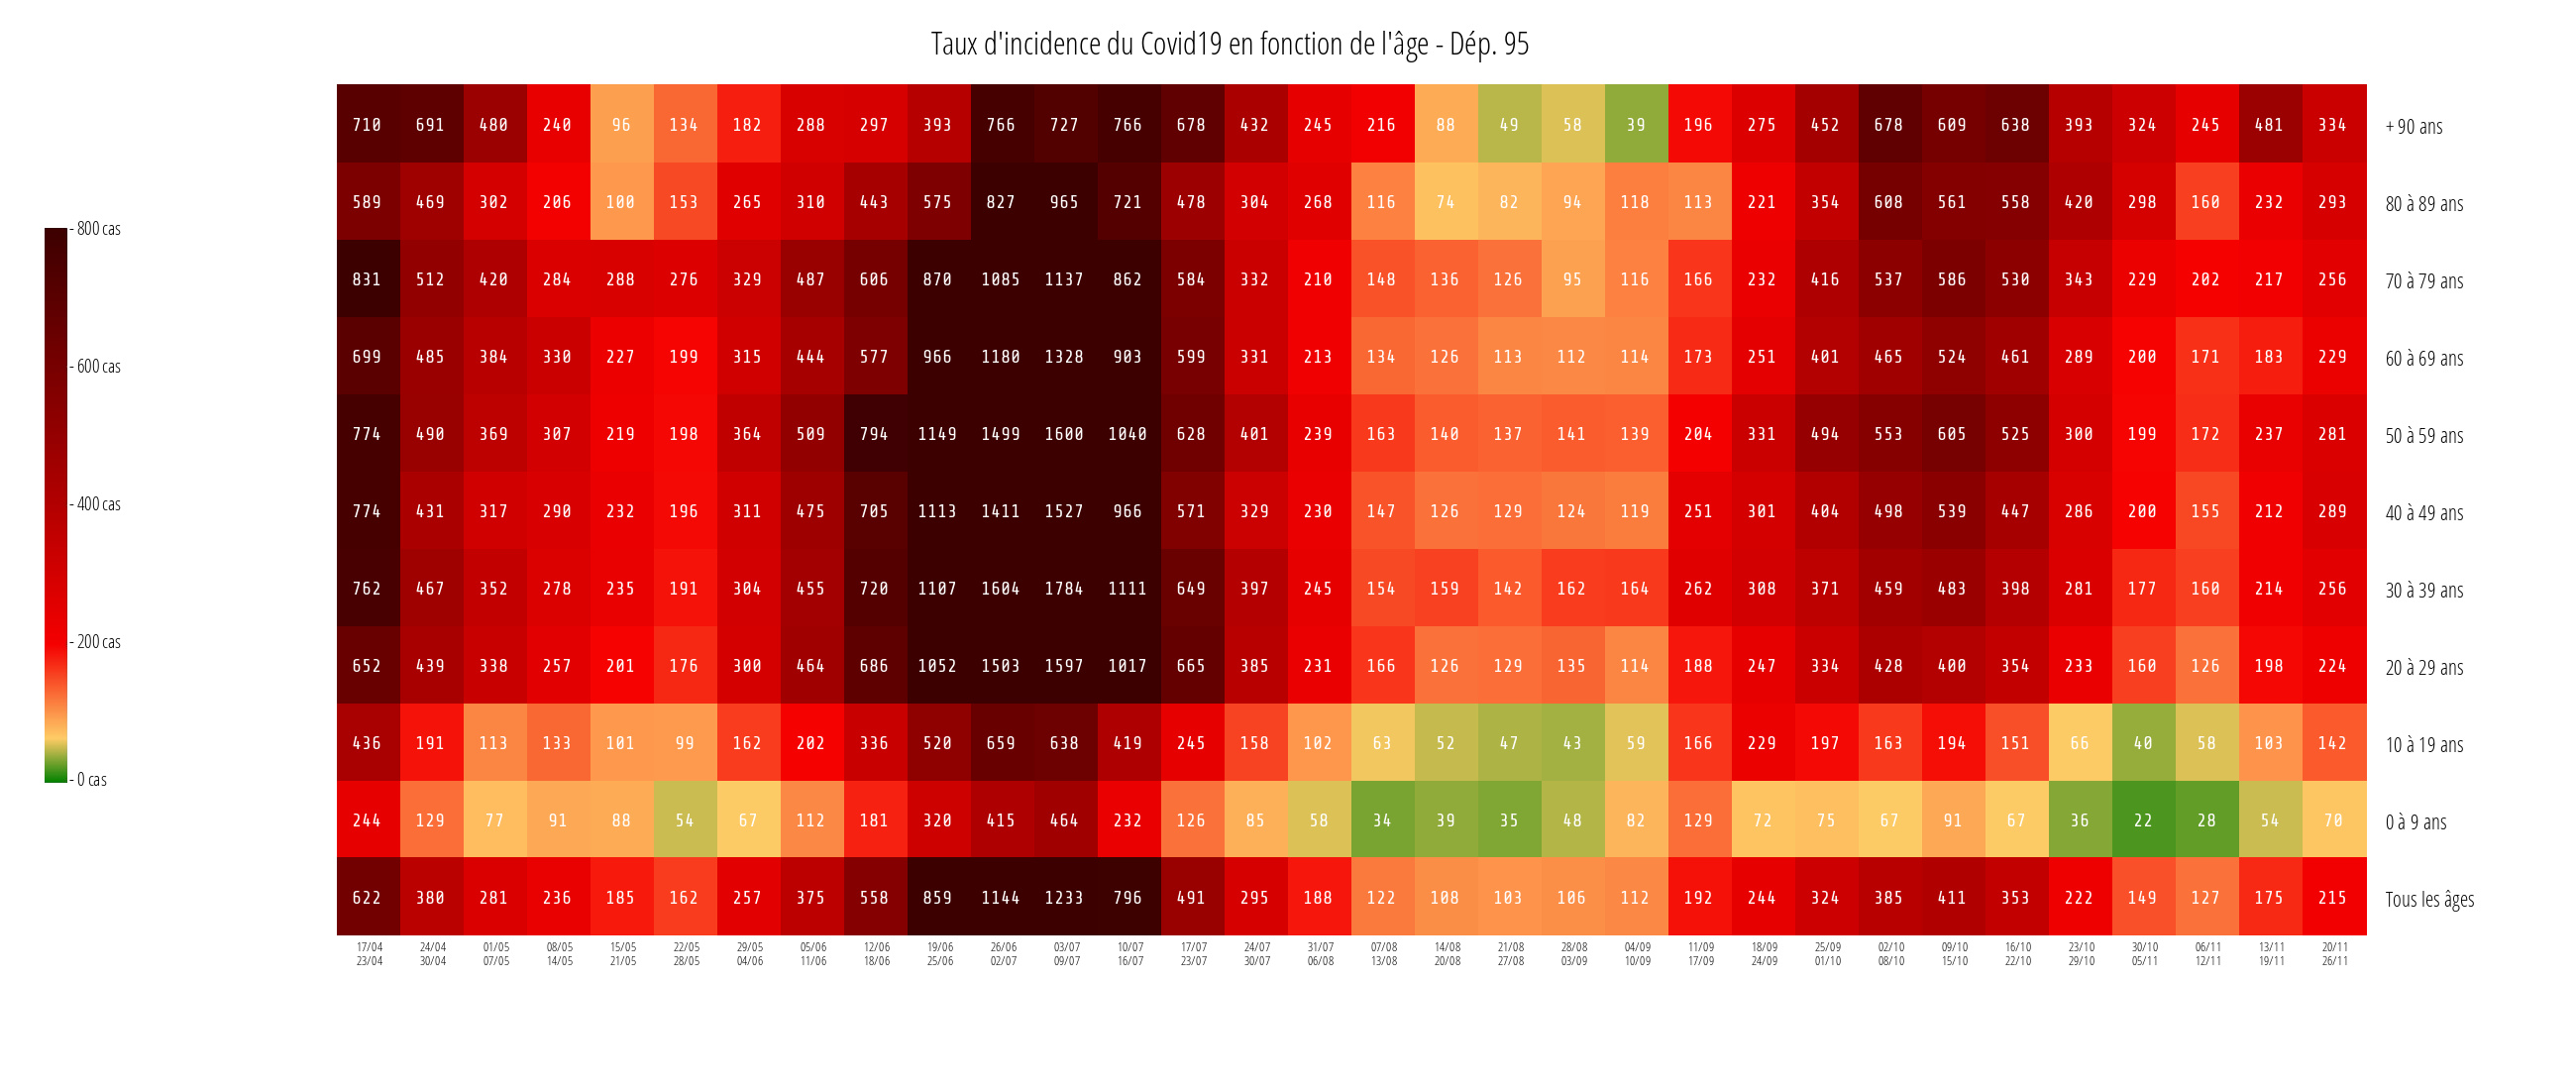 Taux d'incidence du Covid19 en fonction de l'âge - Dép. 95
710 691 480 240 96 134 182 288 297 393 766 727 766 678 432 245 216 88 49 58 39 196 275 452 678 609 638 393 324 245 481 334 + 90 ans
589 469 302 206 100 153 265 310 443 575 827 965 721 478 304 268 116 74 82 94 118 113 221 354 608 561 558 420 298 160 232 293 80 à 89 ans
831 512 420 284 288 276 329 487 606 870 1085 1137 862 584 332 210 148 136 126 95 116 166 232 416 537 586 530 343 229 202 217 256 70 à 79 ans
699 485 384 330 227 199 315 444 577 966 1180 1328 903 599 331 213 134 126 113 112 114 173 251 401 465 524 461 289 200 171 183 229 60 à 69 ans
774 490 369 307 219 198 364 509 794 1149 1499 1600 1040 628 401 239 163 140 137 141 139 204 331 494 553 605 525 300 199 172 237 281 50 à 59 ans
774 431 317 290 232 196 311 475 705 1113 1411 1527 966 571 329 230 147 126 129 124 119 251 301 404 498 539 447 286 200 155 212 289 40 à 49 ans
762 467 352 278 235 191 304 455 720 1107 1604 1784 1111 649 397 245 154 159 142 162 164 262 308 371 459 483 398 281 177 160 214 256 30 à 39 ans
652 439 338 257 201 176 300 464 686 1052 1503 1597 1017 665 385 231 166 126 129 135 114 188 247 334 428 400 354 233 160 126 198 224 20 à 29 ans
436 191 113 133 101 99 162 202 336 520 659 638 419 245 158 102 63 52 47 43 59 166 229 197 163 194 151 66 40 58 103 142 10 à 19 ans
244 129 77 91 88 54 67 112 181 320 415 464 232 126 85 58 34 39 35 48 82 129 72 75 67 91 67 36 22 28 54 70 0 à 9 ans
622 380 281 236 185 162 257 375 558 859 1144 1233 796 491 295 188 122 108 103 106 112 192 244 324 385 411 353 222 149 127 175 215 Tous les âges
17/04 24/04 01/05 08/05 15/05 22/05 29/05 05/06 12/06 19/06 26/06 03/07 10/07 17/07 24/07 31/07 07/08 14/08 21/08 28/08 04/09 11/09 18/09 25/09 02/10 09/10 16/10 23/10 30/10 06/11 13/11 20/11
23/04 30/04 07/05 14/05 21/05 28/05 04/06 11/06 18/06 25/06 02/07 09/07 16/07 23/07 30/07 06/08 13/08 20/08 27/08 03/09 10/09 17/09 24/09 01/10 08/10 15/10 22/10 29/10 05/11 12/11 19/11 26/11
- 800 cas
- 600 cas
- 400 cas
- 200 cas
- 0 cas